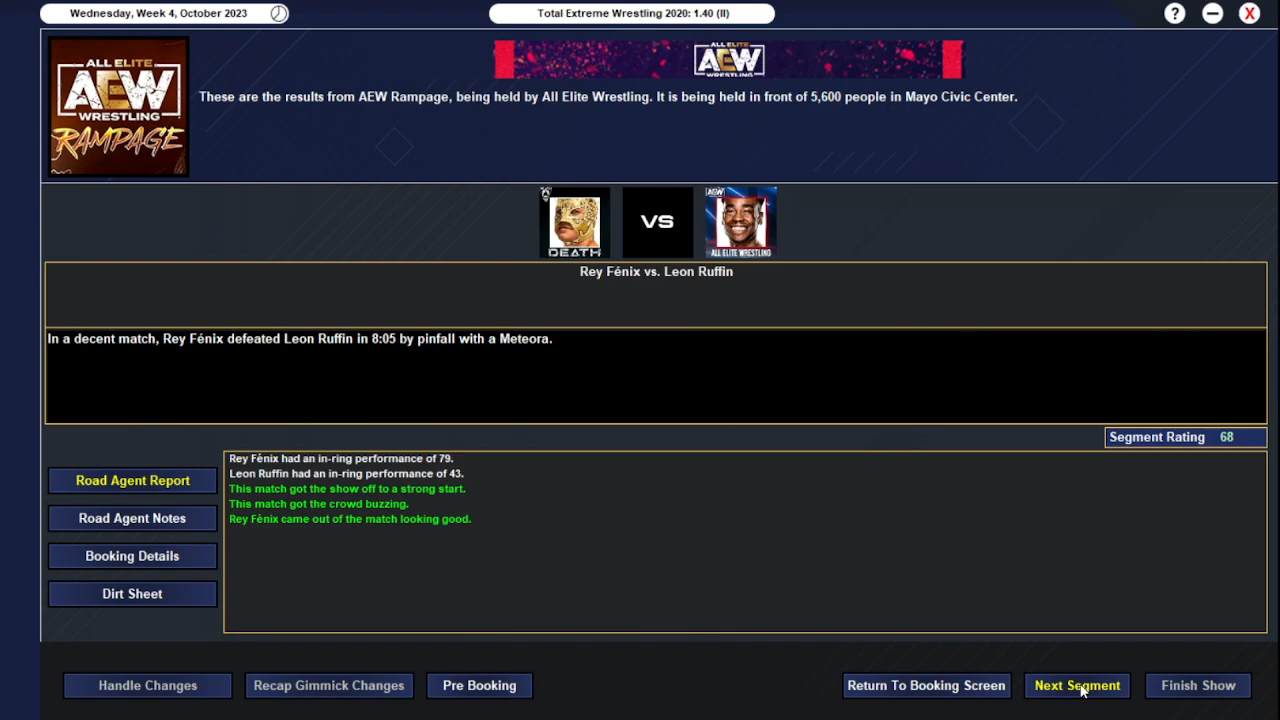 Wednesday, Week 4, October 2023
Total Extreme Wrestling 2020: 1.40 (II)
?
X
ALL ELITE
AEW
WRESTLING
RAMPAGE
ALL ELITE
AEW
WRESTLING
These are the results from AEW Rampage, being held by All Elite Wrestling. It is being held in front of 5,600 people in Mayo Civic Center.
DEATH
VS
AEW
ALL ELITE WRESTLING
Rey Fénix vs. Leon Ruffin
In a decent match, Rey Fénix defeated Leon Ruffin in 8:05 by pinfall with a Meteora.
Segment Rating 68
Road Agent Report
Road Agent Notes
Booking Details
Dirt Sheet
Rey Fénix had an in-ring performance of 79.
Leon Ruffin had an in-ring performance of 43.
This match got the show off to a strong start.
This match got the crowd buzzing.
Rey Fénix came out of the match looking good.
Handle Changes
Recap Gimmick Changes
Pre Booking
Return To Booking Screen
Next Segment
Finish Show